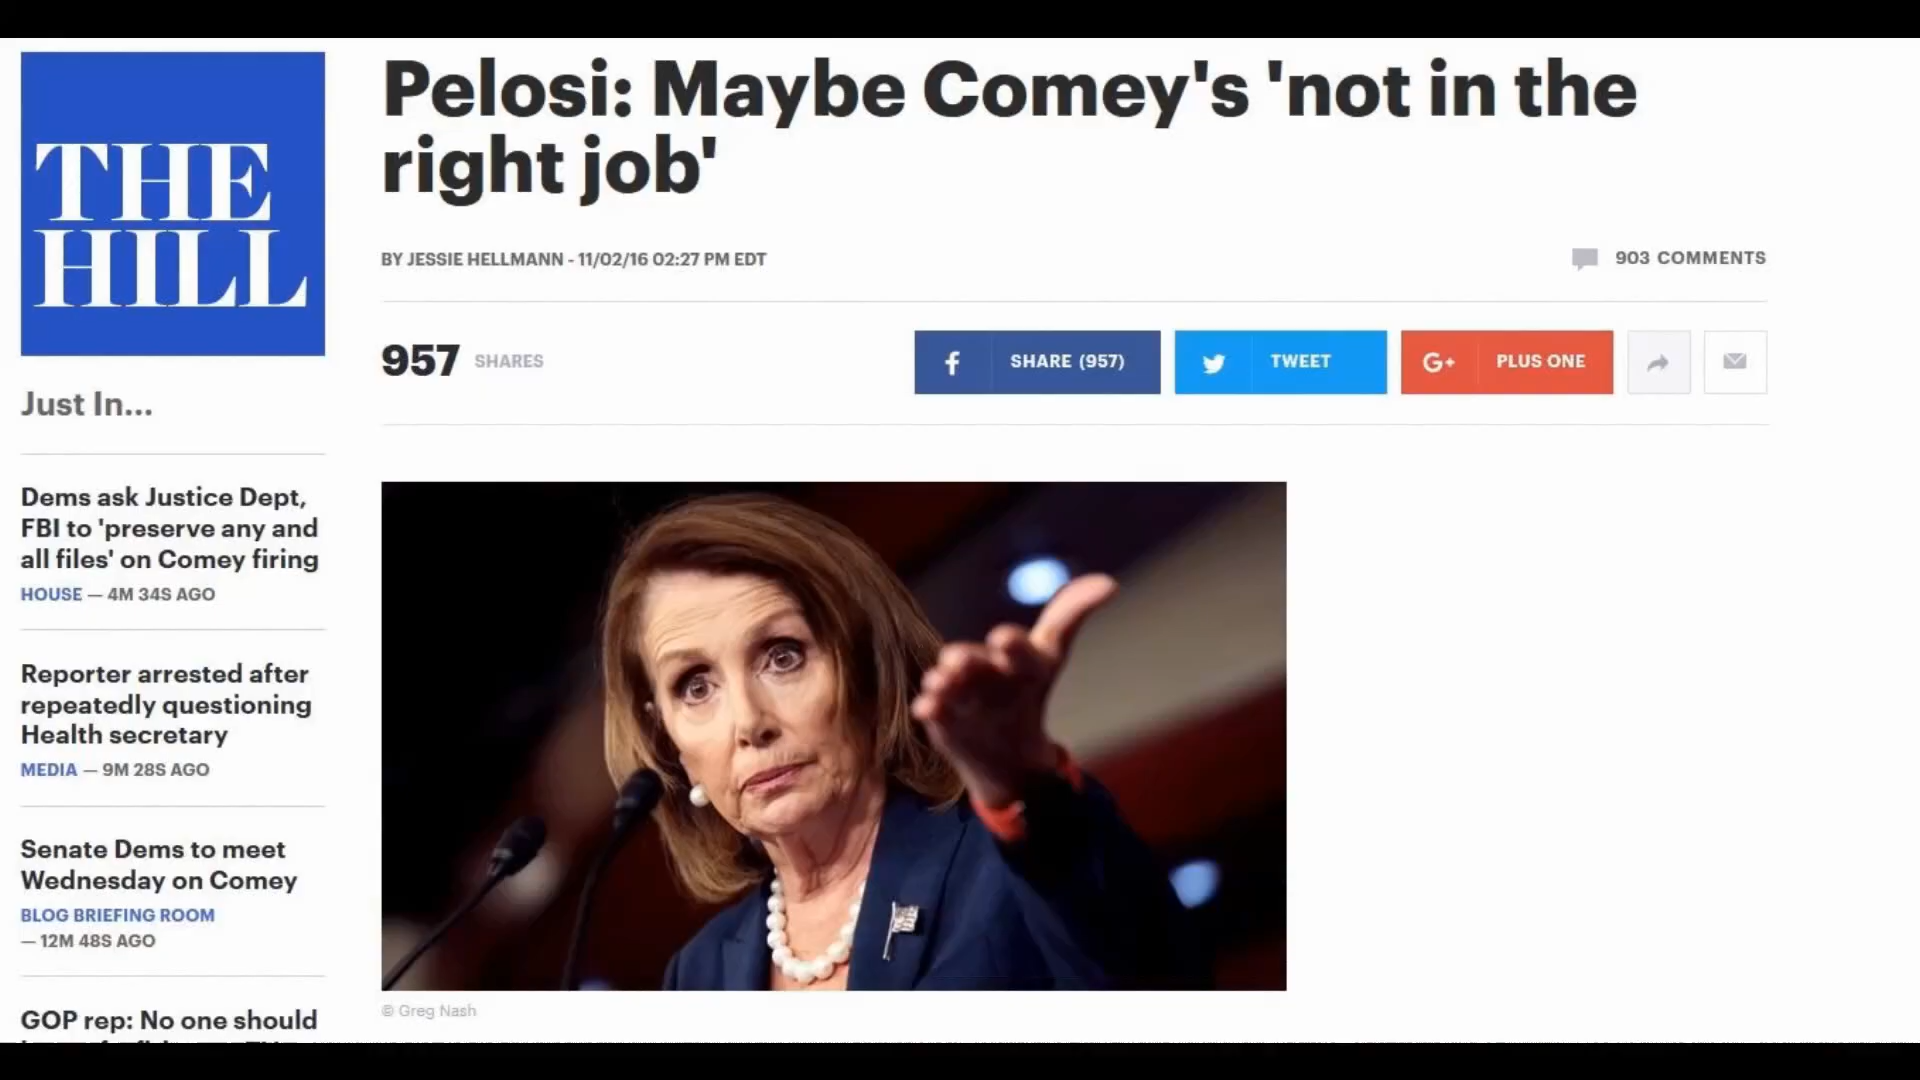 THE
HILL
Pelosi: Maybe Comey's 'not in the
right job'
BY JESSIE HELLMANN - 11/02/16 02:27 PM EDT
903 COMMENTS
957 SHARES
f SHARE (957)
TWEET
G+ PLUS ONE
Just In...
Dems ask Justice Dept,
FBI to 'preserve any and
all files' on Comey firing
HOUSE — 4M 34S AGO
Reporter arrested after
repeatedly questioning
Health secretary
MEDIA — 9M 28S AGO
Senate Dems to meet
Wednesday on Comey
BLOG BRIEFING ROOM
— 12M 48S AGO
GOP rep: No one should
© Greg Nash